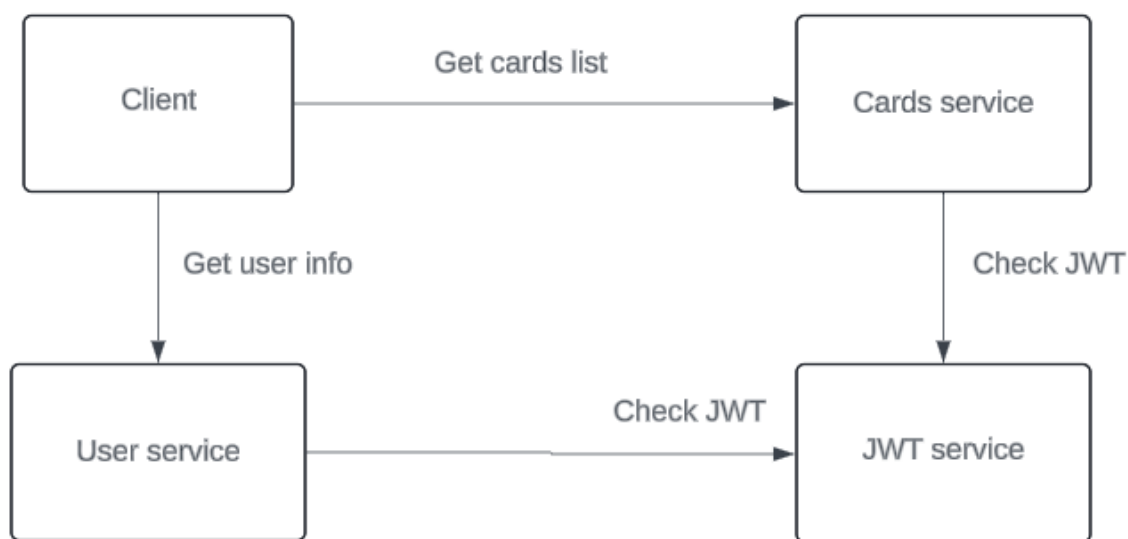 Client
Get cards list
Cards service
Get user info
Check JWT
User service
Check JWT
JWT service